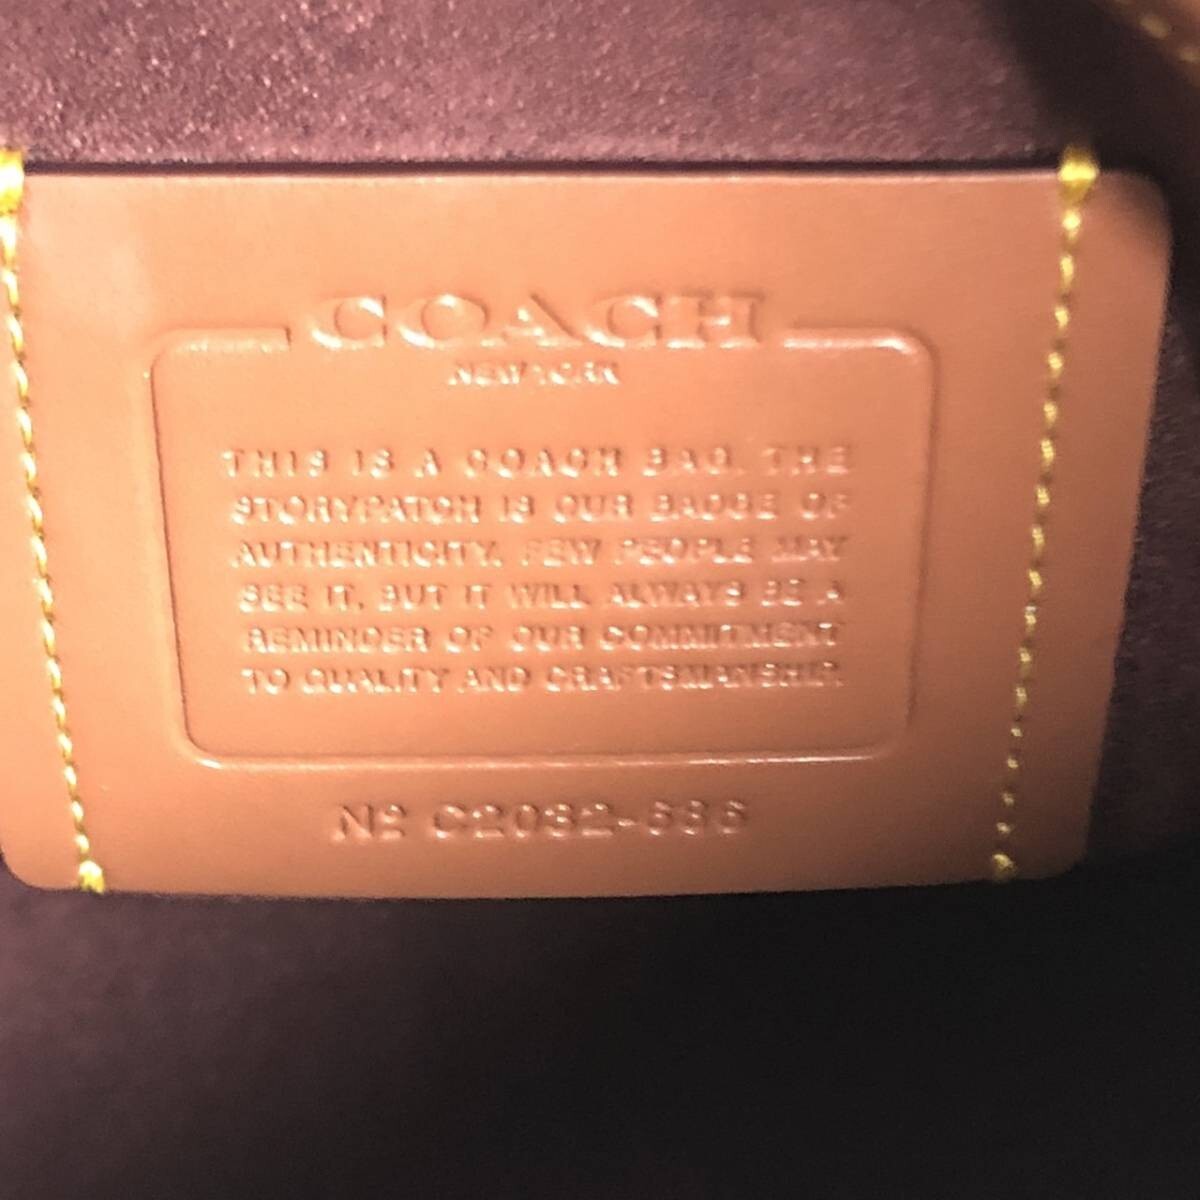 COACH
NEW YORK
THIS IS A COACH BAG. THE
STORYPATCH IS OUR BADGE OF
AUTHENTICITY. FEW PEOPLE MAY
SEE IT, BUT IT WILL ALWAYS BE A
REMINDER OF OUR COMMITMENT
TO QUALITY AND CRAFTSMANSHIP.
Nº C2032-686